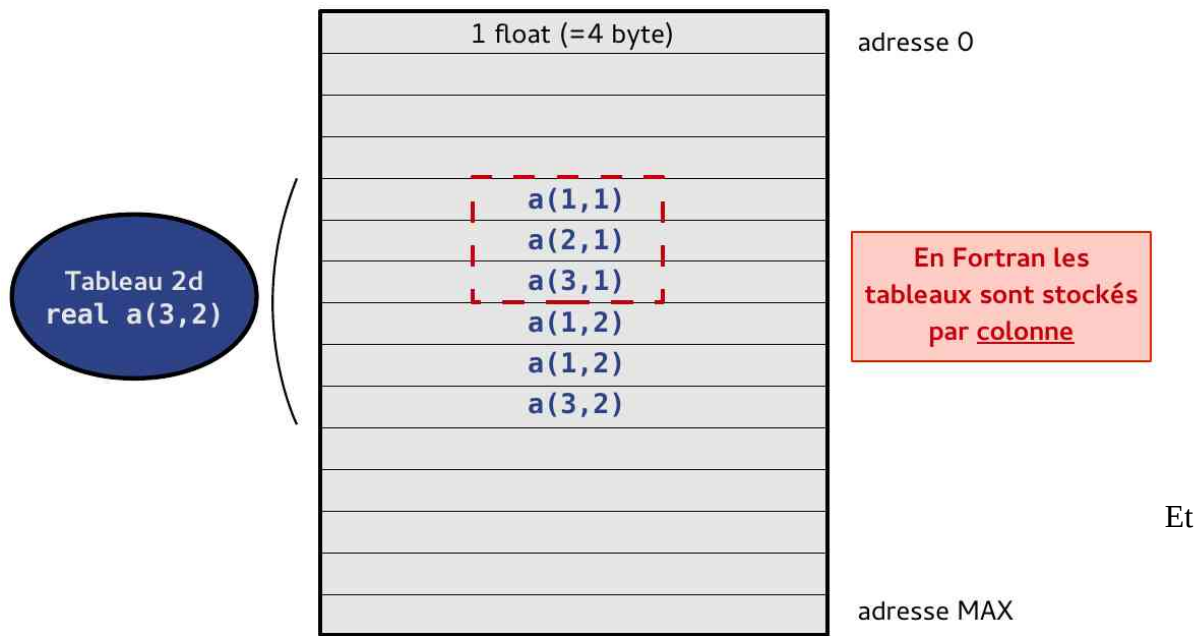 1 float (=4 byte)
adresse 0
a(1,1)
a(2,1)
a(3,1)
a(1,2)
a(1,2)
a(3,2)
Tableau 2d
real a(3,2)
En Fortran les
tableaux sont stockés
par colonne
Et
adresse MAX